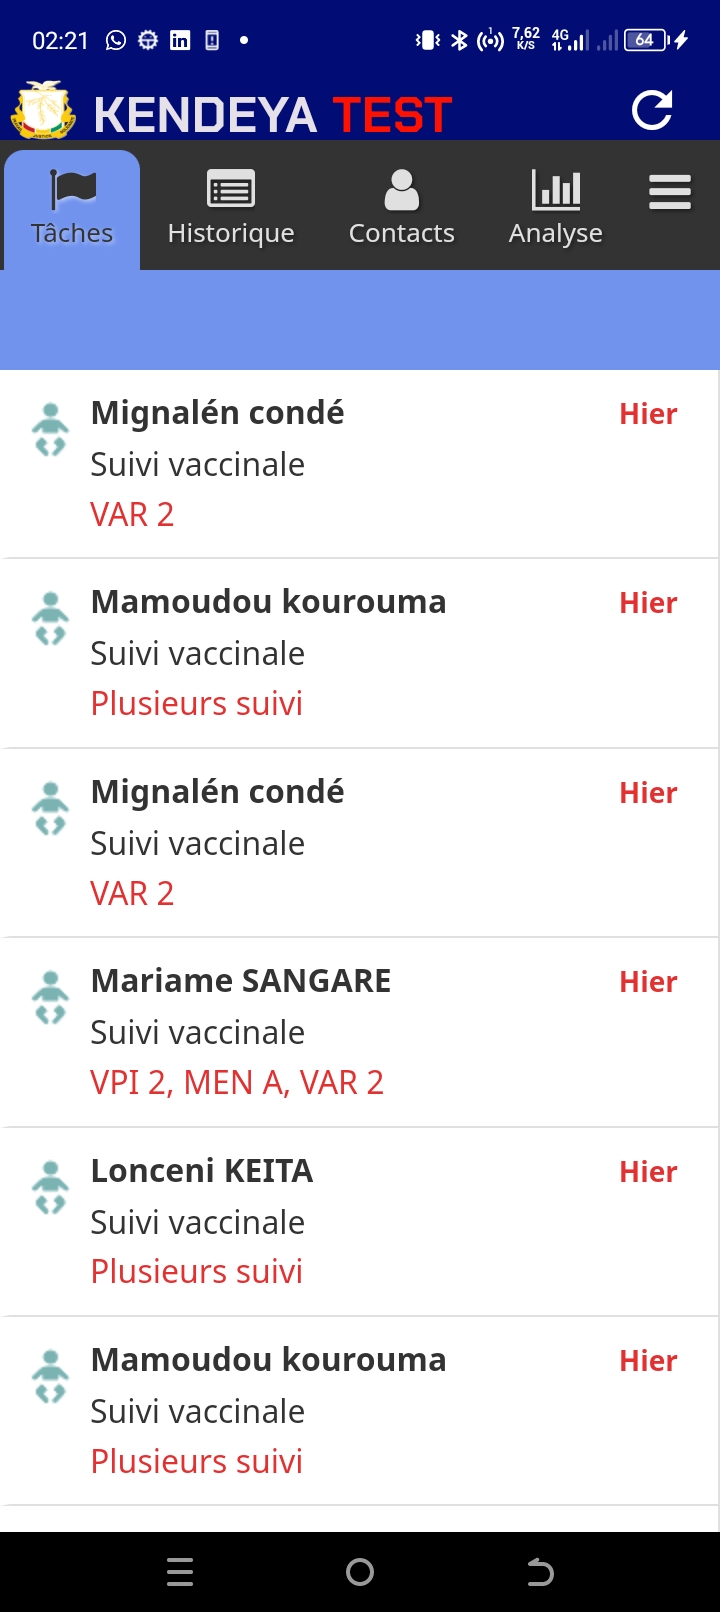 02:21
7,62 K/S 4G 64
KENDEYA TEST
Tâches Historique Contacts Analyse
Mignalén condé Hier
Suivi vaccinale
VAR 2
Mamoudou kourouma Hier
Suivi vaccinale
Plusieurs suivi
Mignalén condé Hier
Suivi vaccinale
VAR 2
Mariame SANGARE Hier
Suivi vaccinale
VPI 2, MEN A, VAR 2
Lonceni KEITA Hier
Suivi vaccinale
Plusieurs suivi
Mamoudou kourouma Hier
Suivi vaccinale
Plusieurs suivi